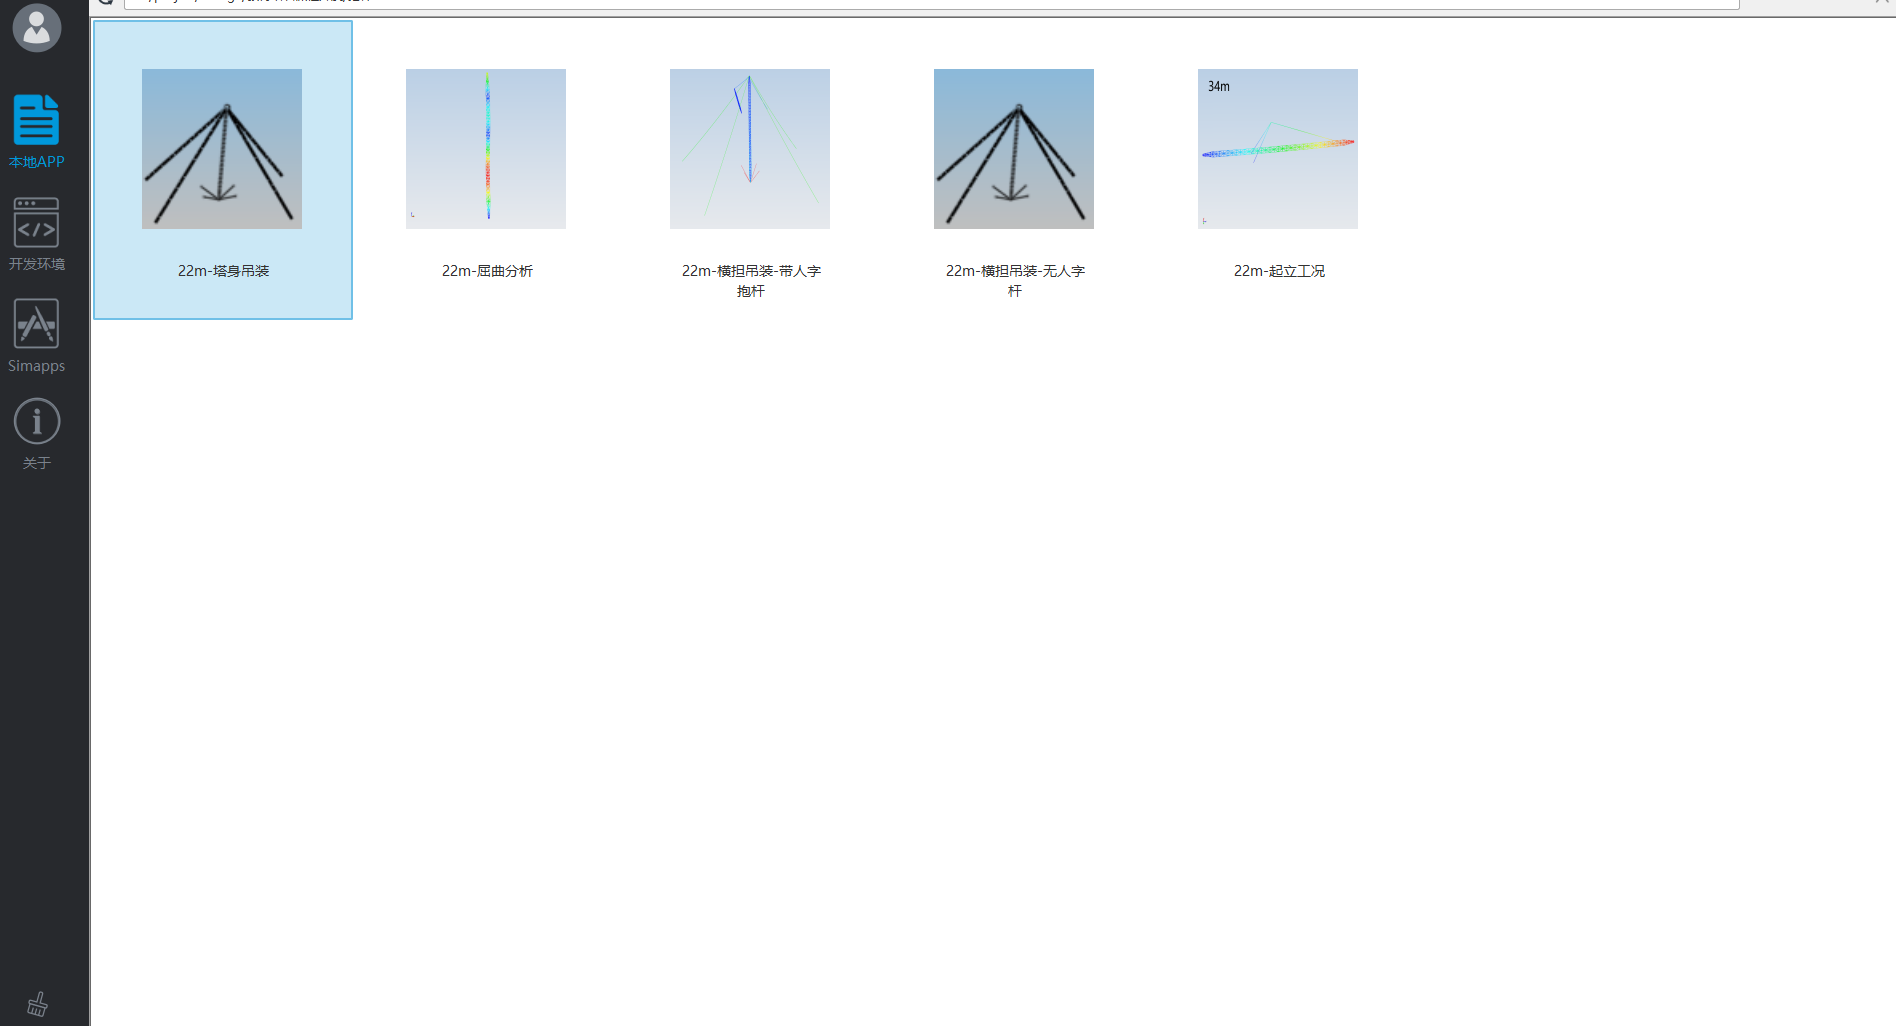 本地APP
开发环境
Simapps
关于
22m-塔身吊装
22m-屈曲分析
22m-横担吊装-带人字
抱杆
22m-横担吊装-无人字
杆
34m
22m-起立工况